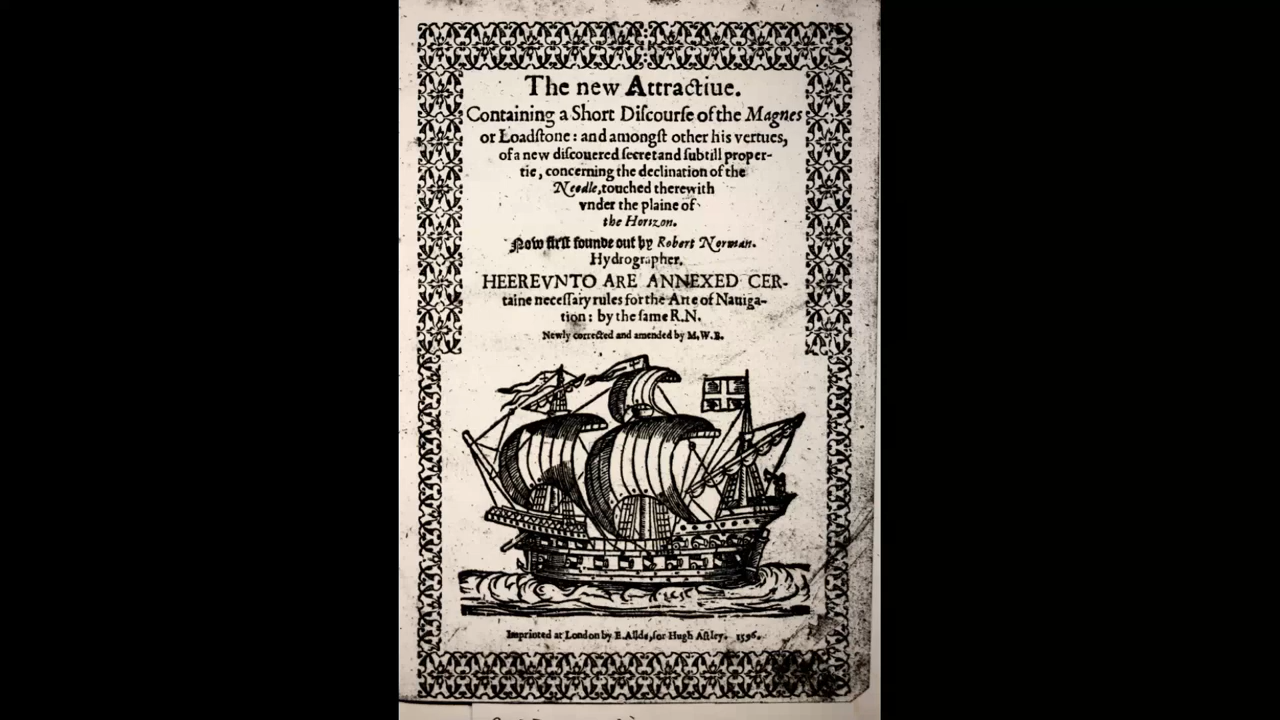 The new Attractiue.
Containing a Short Diſcourſe of the Magnes
or Loadſtone: and amongſt other his vertues,
of a new diſcouered ſecret and ſubtill proper-
tie, concerning the declination of the
Needle, touched therewith
vnder the plaine of
the Horizon.
Now firſt founde out by Robert Norman.
Hydrographer.
HEEREVNTO ARE ANNEXED CER-
taine neceſſary rules for the Arte of Nauiga-
tion: by the ſame R.N.
Newly corrected and amended by M.W.B.
Imprinted at London by E. Allde, for Hugh Aſtley. 1596.